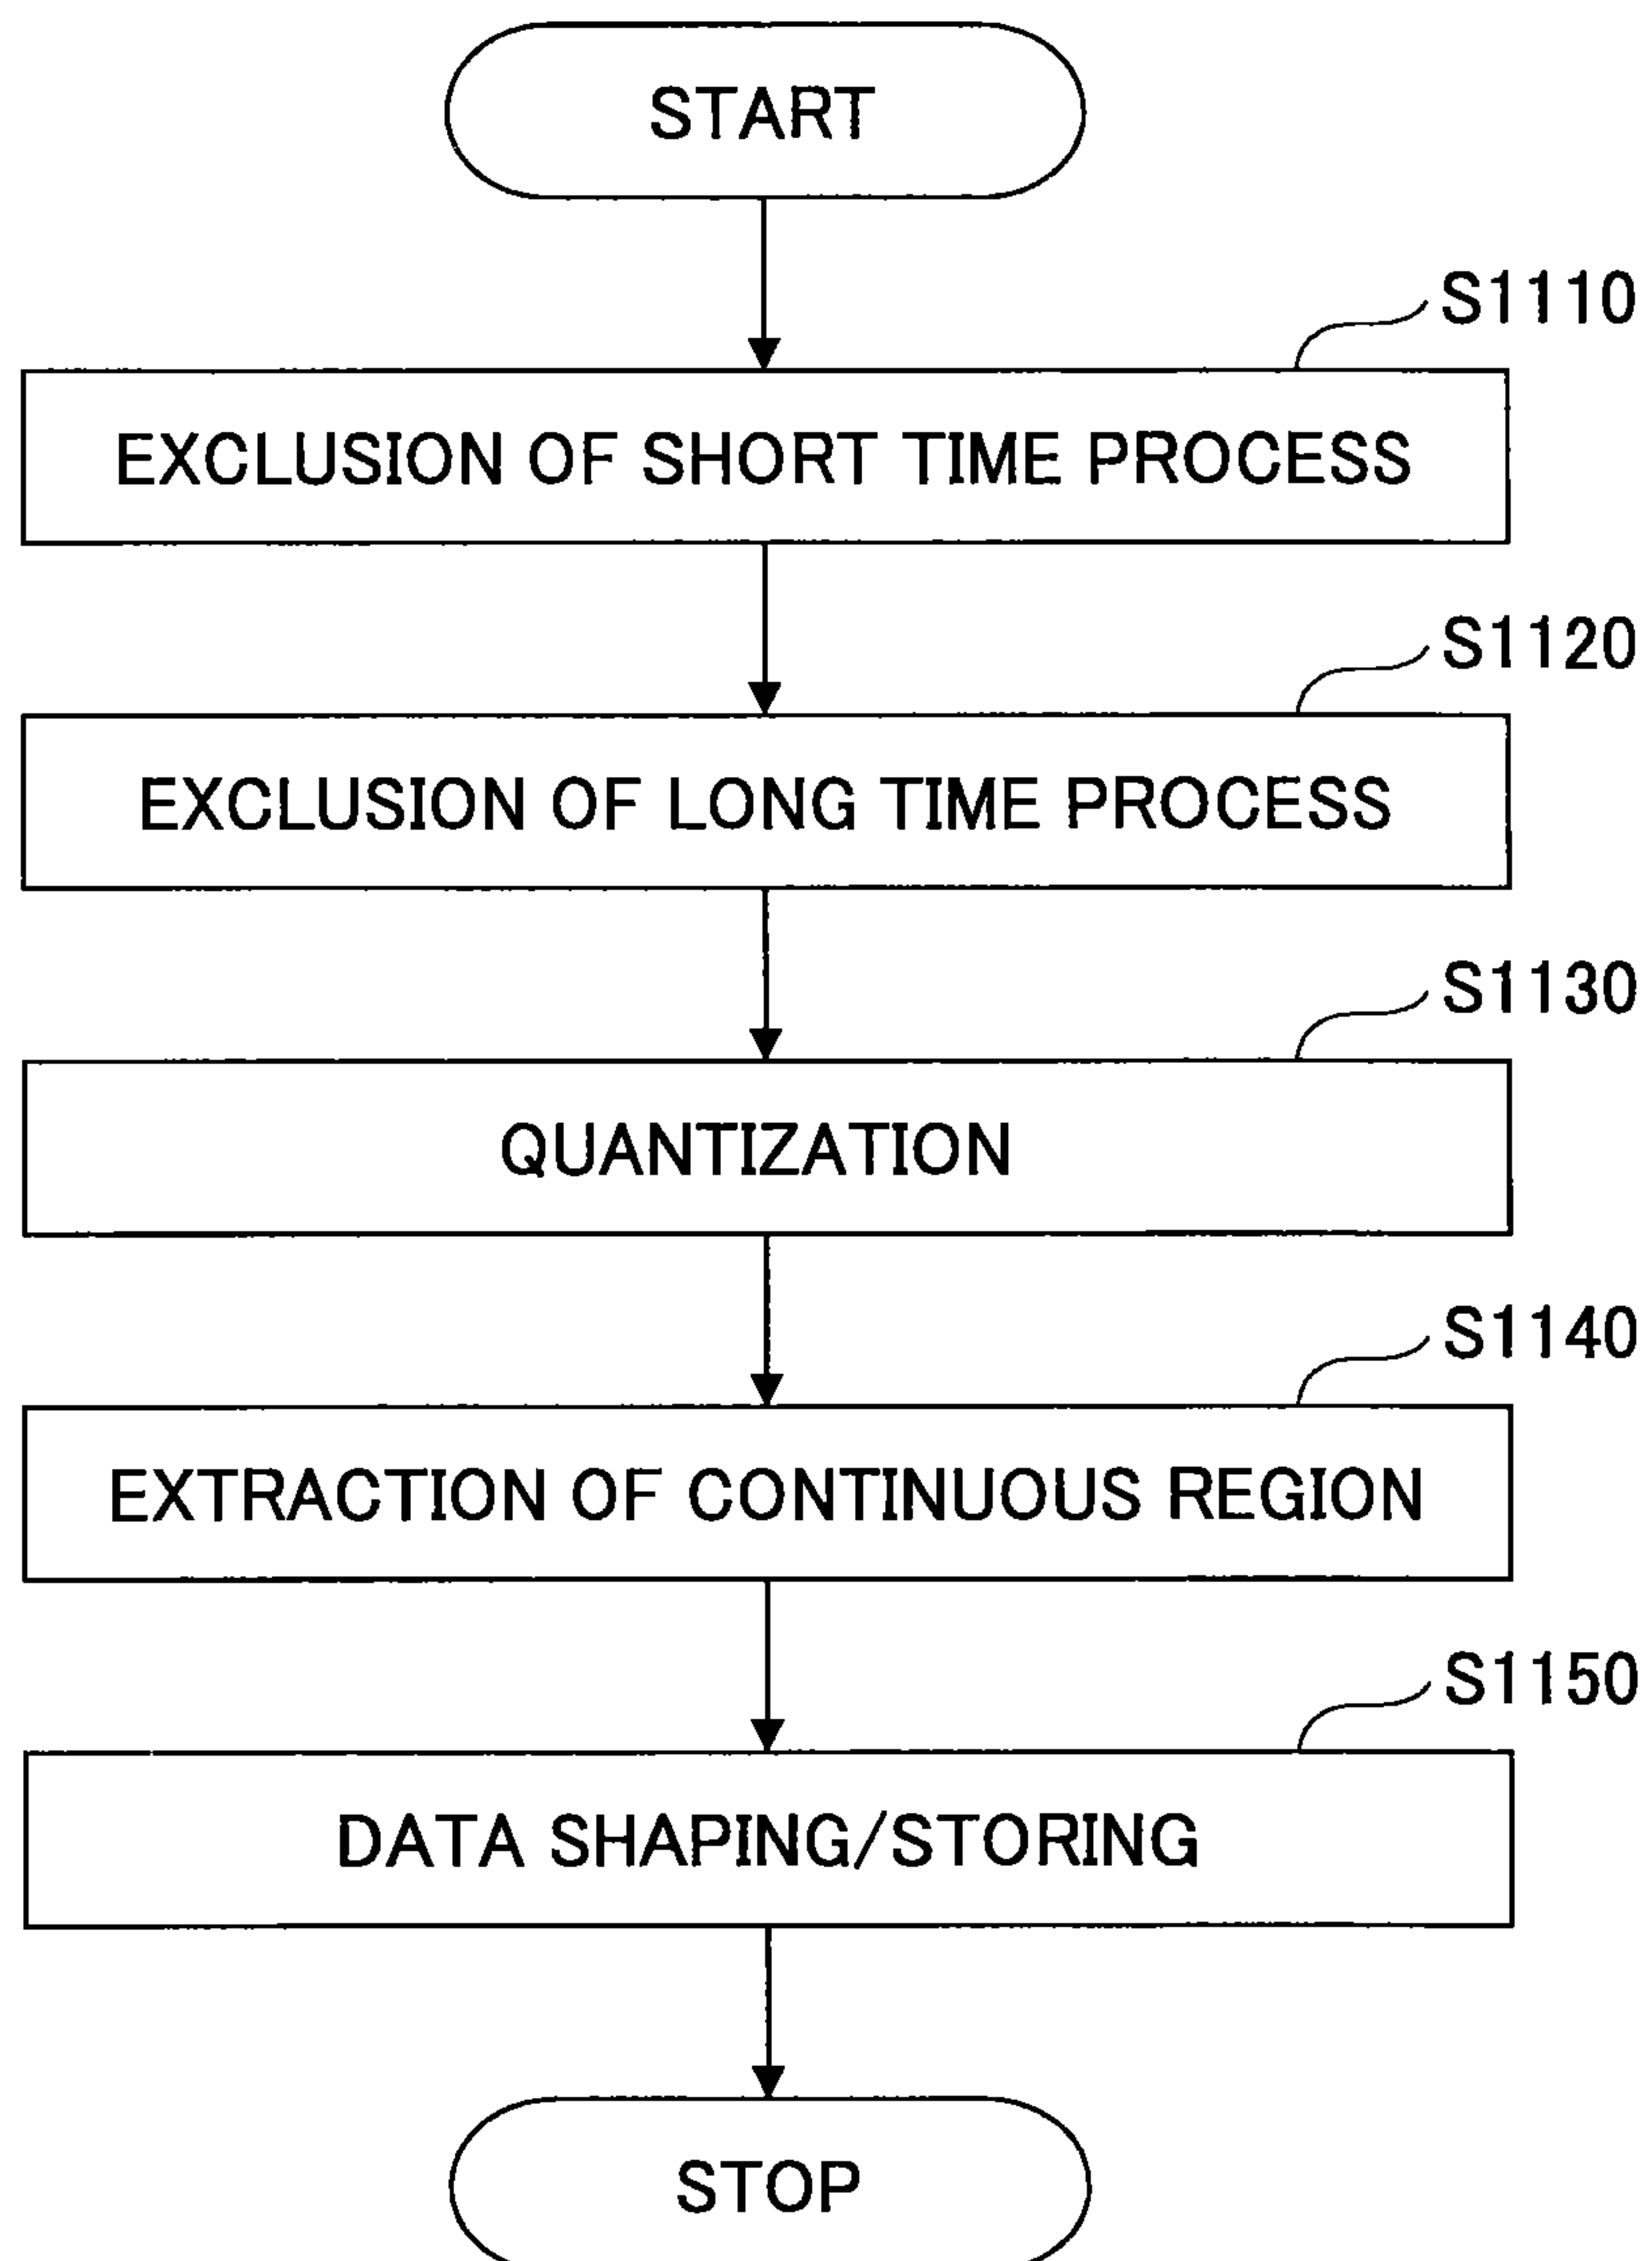 START
S1110
EXCLUSION OF SHORT TIME PROCESS
S1120
EXCLUSION OF LONG TIME PROCESS
S1130
QUANTIZATION
S1140
EXTRACTION OF CONTINUOUS REGION
S1150
DATA SHAPING/STORING
STOP